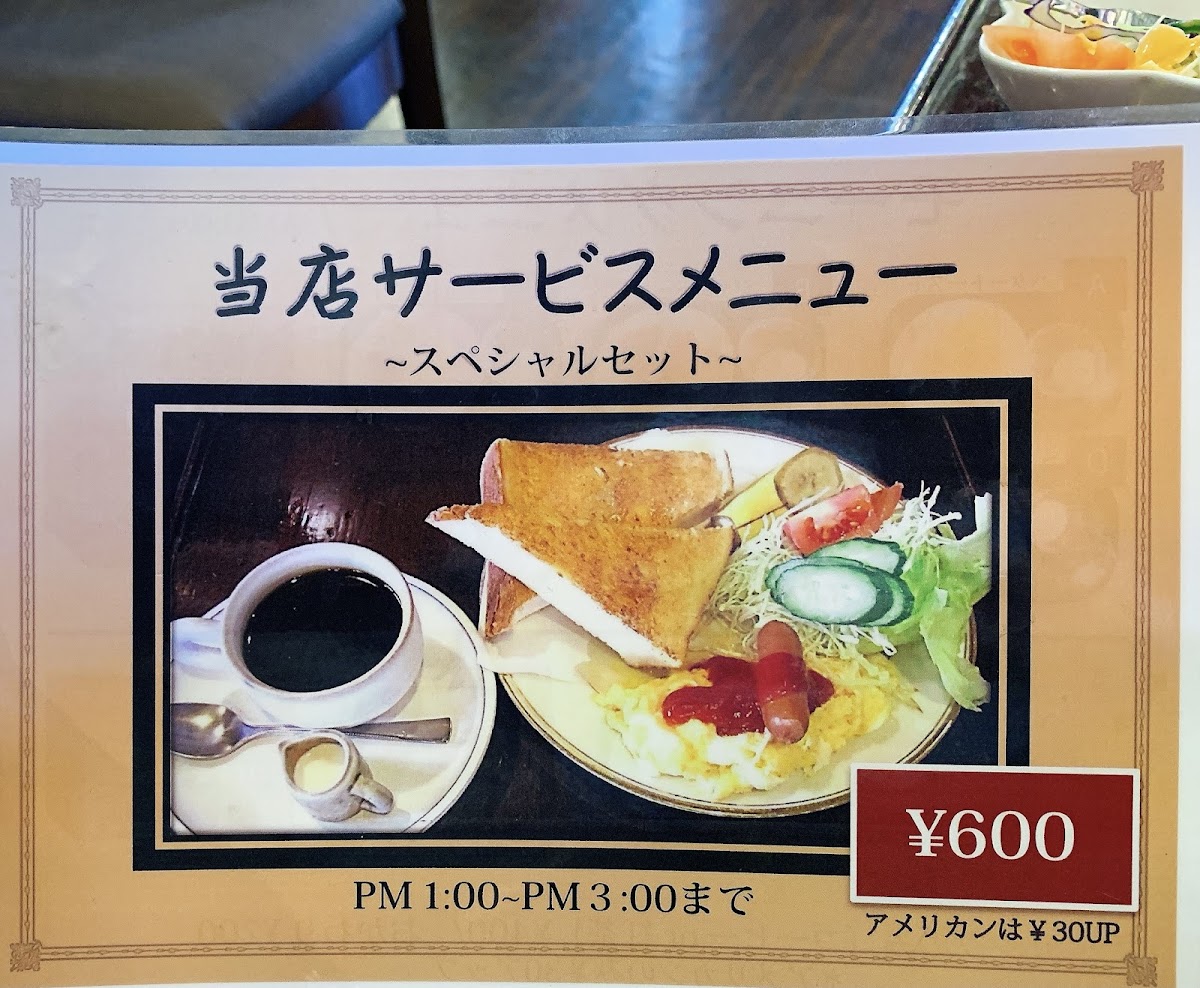 当店サービスメニュー
~スペシャルセット~
¥600
PM 1:00~PM 3:00まで
アメリカンは¥30UP